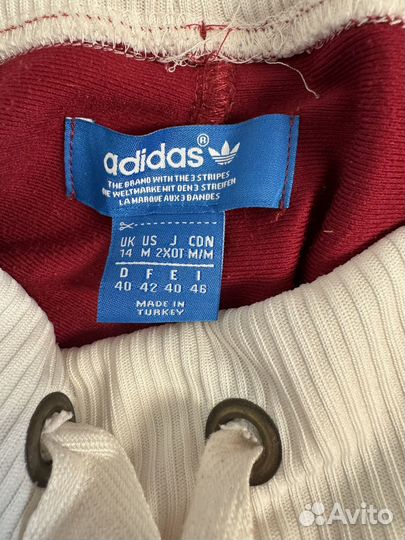 adidas®
THE BRAND WITH THE 3 STRIPES
DIE WELTMARKE MIT DEN 3 STREIFEN
LA MARQUE AUX 3 BANDES
UK US J CDN
14 M 2XOT M/M
D F E I
40 42 40 46
MADE IN
TURKEY
Avito